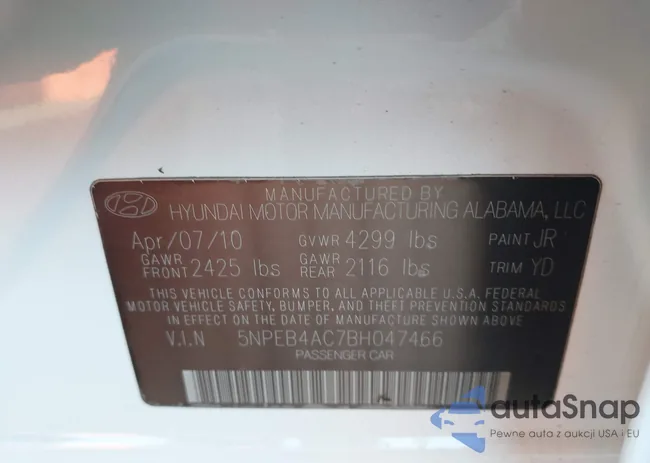 MANUFACTURED BY
HYUNDAI MOTOR MANUFACTURING ALABAMA, LLC
Apr/07/10 GVWR 4299 lbs PAINT JR
GAWR FRONT 2425 lbs GAWR REAR 2116 lbs TRIM YD
THIS VEHICLE CONFORMS TO ALL APPLICABLE U.S.A. FEDERAL
MOTOR VEHICLE SAFETY, BUMPER, AND THEFT PREVENTION STANDARDS
IN EFFECT ON THE DATE OF MANUFACTURE SHOWN ABOVE
V.I.N 5NPEB4AC7BH047466
PASSENGER CAR
autaSnap
Pewne auta z aukcji USA i EU